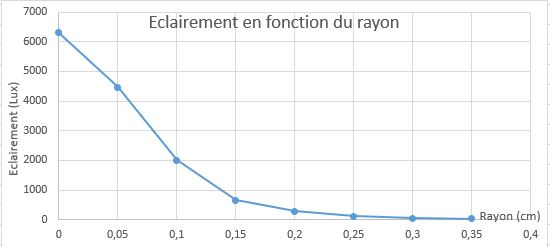 Eclairement en fonction du rayon
Eclairement (Lux)
7000
6000
5000
4000
3000
2000
1000
0
Rayon (cm)
0 0,05 0,1 0,15 0,2 0,25 0,3 0,35 0,4